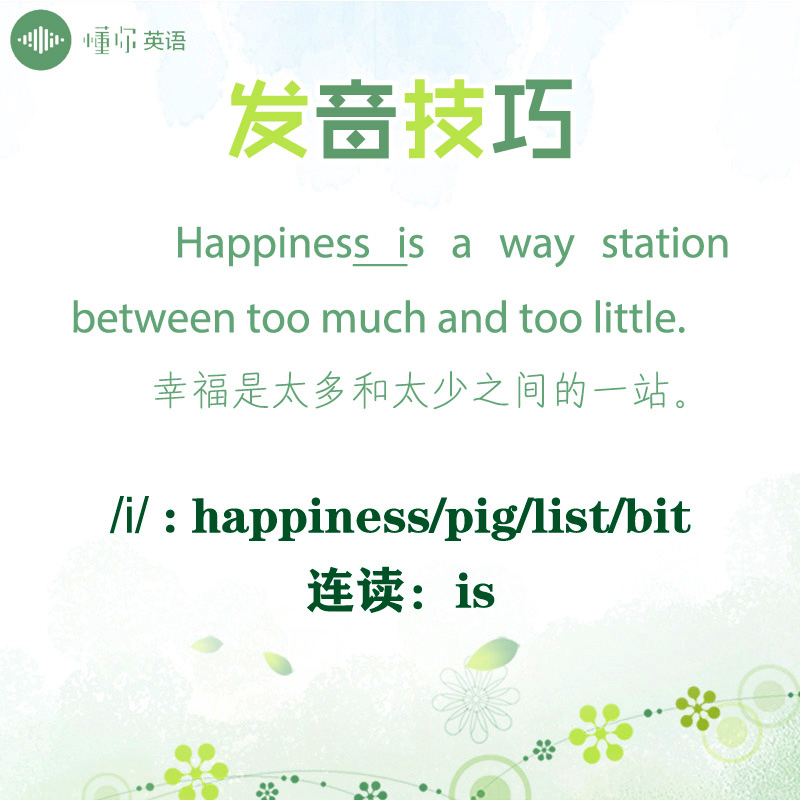 懂你英语
发音技巧
Happiness is a way station
between too much and too little.
幸福是太多和太少之间的一站。
/i/ : happiness/pig/list/bit
连读：is